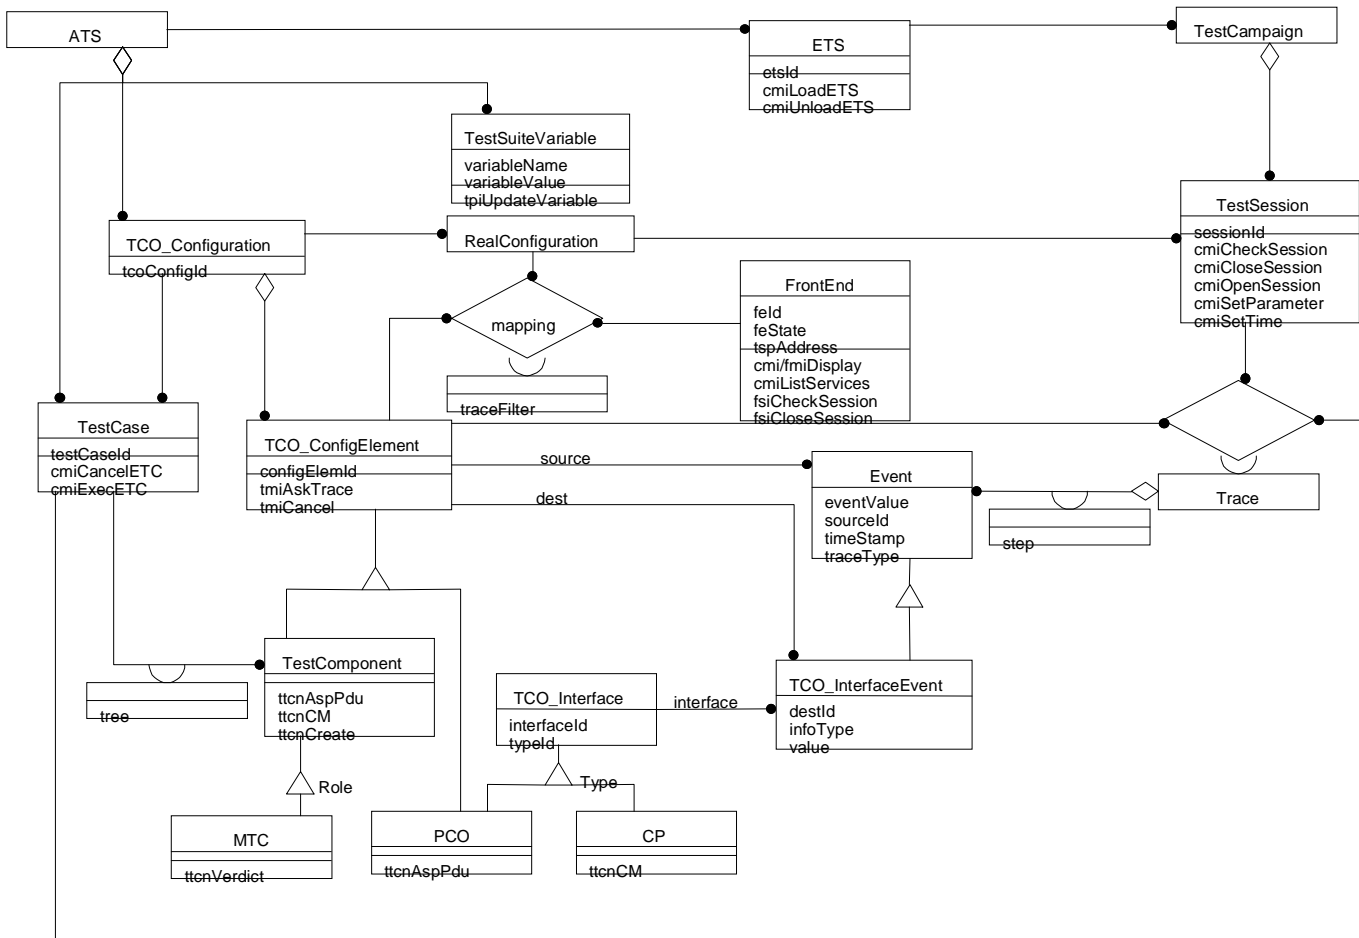 ATS
ETS
etsId
cmiLoadETS
cmiUnloadETS
TestCampaign
TestSuiteVariable
variableName
variableValue
tpiUpdateVariable
TestSession
sessionId
cmiCheckSession
cmiCloseSession
cmiOpenSession
cmiSetParameter
cmiSetTime
TCO_Configuration
tcoConfigId
RealConfiguration
FrontEnd
feId
feState
tspAddress
cmi/fmiDisplay
cmiListServices
fsiCheckSession
fsiCloseSession
mapping
traceFilter
TestCase
testCaseId
cmiCancelETC
cmiExecETC
TCO_ConfigElement
configElemId
tmiAskTrace
tmiCancel
source
dest
Event
eventValue
sourceId
timeStamp
traceType
step
Trace
TestComponent
ttcnAspPdu
ttcnCM
ttcnCreate
tree
TCO_Interface
interfaceId
typeId
interface
TCO_InterfaceEvent
destId
infoType
value
Role
Type
MTC
ttcnVerdict
PCO
ttcnAspPdu
CP
ttcnCM